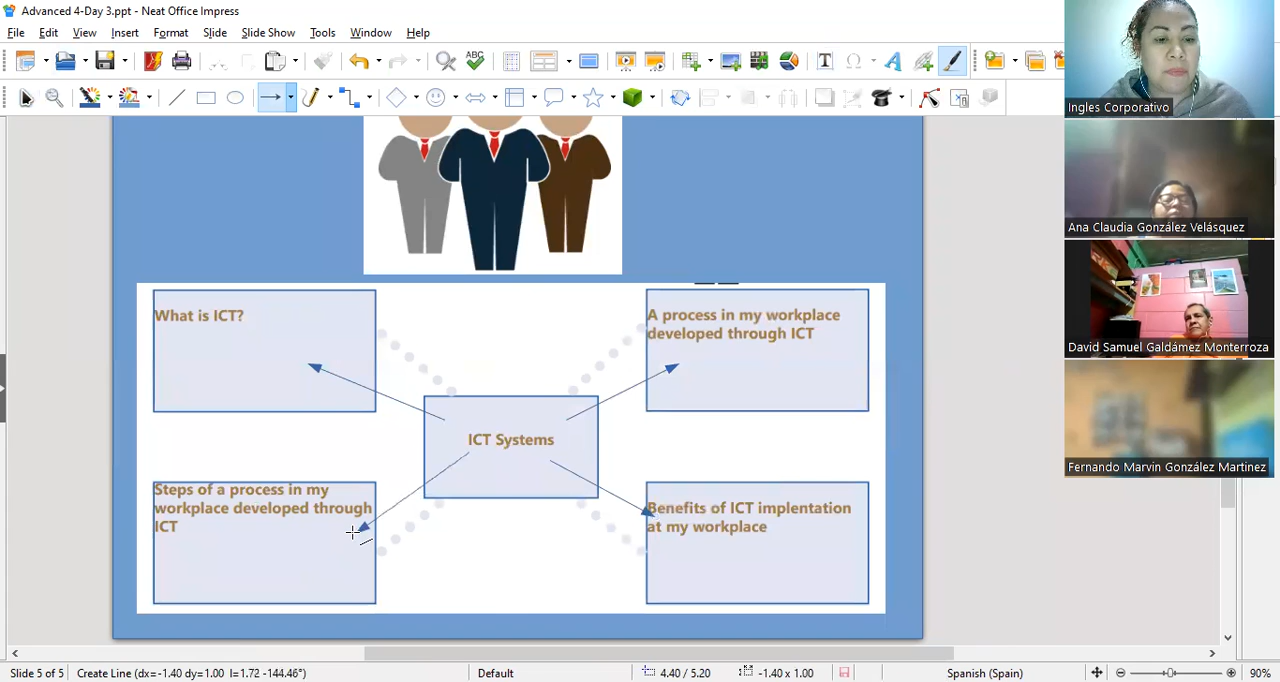 Advanced 4-Day 3.ppt - Neat Office Impress
File Edit View Insert Format Slide Slide Show Tools Window Help
What is ICT?
A process in my workplace
developed through ICT
ICT Systems
Steps of a process in my
workplace developed through
ICT
Benefits of ICT implentation
at my workplace
Ingles Corporativo
Ana Claudia González Velásquez
David Samuel Galdámez Monterroza
Fernando Marvin González Martinez
Slide 5 of 5 Create Line (dx=-1.40 dy=1.00 l=1.72 -144.46°) Default 4.40 / 5.20 -1.40 x 1.00 Spanish (Spain) 90%